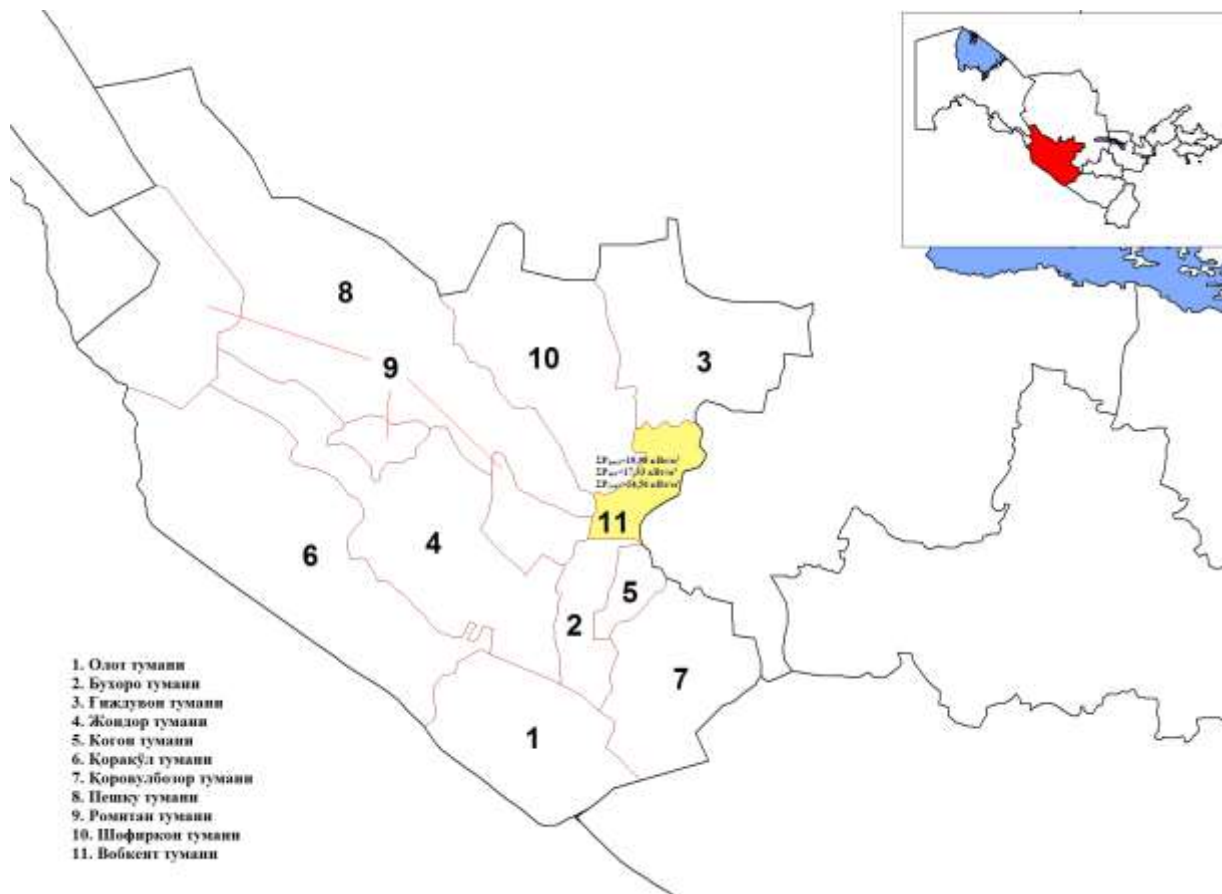 8
10
3
9
11
6
4
5
2
7
1
1. Олот тумани
2. Бухоро тумани
3. Ғиждувон тумани
4. Жондор тумани
5. Когон тумани
6. Қоракўл тумани
7. Қоровулбозор тумани
8. Пешку тумани
9. Ромитан тумани
10. Шофиркон тумани
11. Вобкент тумани